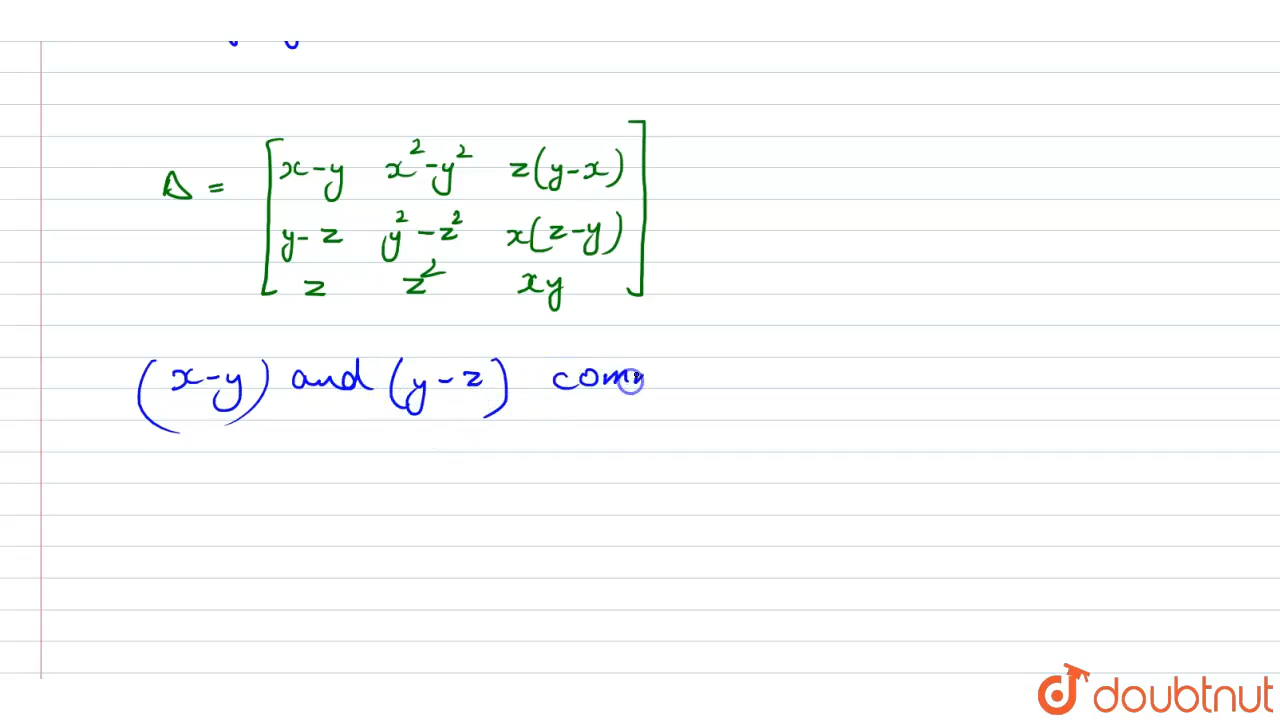 Δ = [ x-y x²-y² z(y-x)
y-z y²-z² x(z-y)
z z² xy ]
(x-y) and (y-z) com
doubtnut